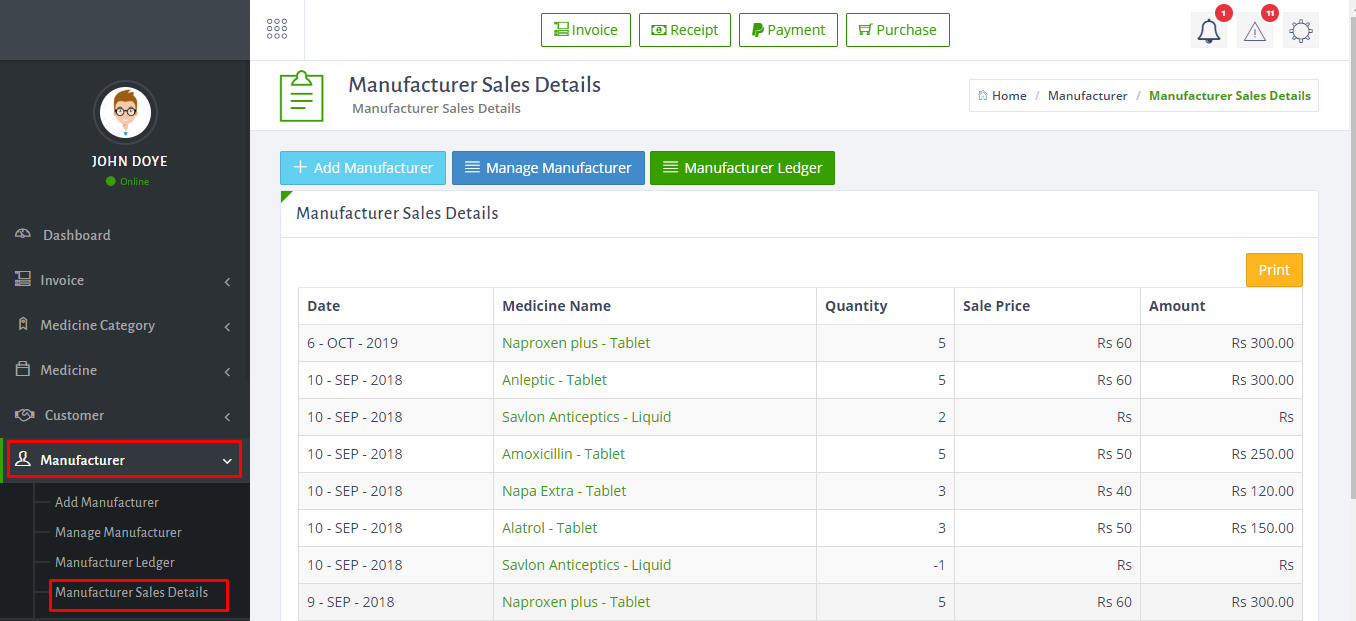 Invoice Receipt Payment Purchase
1 11
JOHN DOYE
Online
Dashboard
Invoice
Medicine Category
Medicine
Customer
Manufacturer
Add Manufacturer
Manage Manufacturer
Manufacturer Ledger
Manufacturer Sales Details
Manufacturer Sales Details
Manufacturer Sales Details
Home / Manufacturer / Manufacturer Sales Details
Add Manufacturer Manage Manufacturer Manufacturer Ledger
Manufacturer Sales Details
Print
Date Medicine Name Quantity Sale Price Amount
6 - OCT - 2019 Naproxen plus - Tablet 5 Rs 60 Rs 300.00
10 - SEP - 2018 Anleptic - Tablet 5 Rs 60 Rs 300.00
10 - SEP - 2018 Savlon Anticeptics - Liquid 2 Rs Rs
10 - SEP - 2018 Amoxicillin - Tablet 5 Rs 50 Rs 250.00
10 - SEP - 2018 Napa Extra - Tablet 3 Rs 40 Rs 120.00
10 - SEP - 2018 Alatrol - Tablet 3 Rs 50 Rs 150.00
10 - SEP - 2018 Savlon Anticeptics - Liquid -1 Rs Rs
9 - SEP - 2018 Naproxen plus - Tablet 5 Rs 60 Rs 300.00